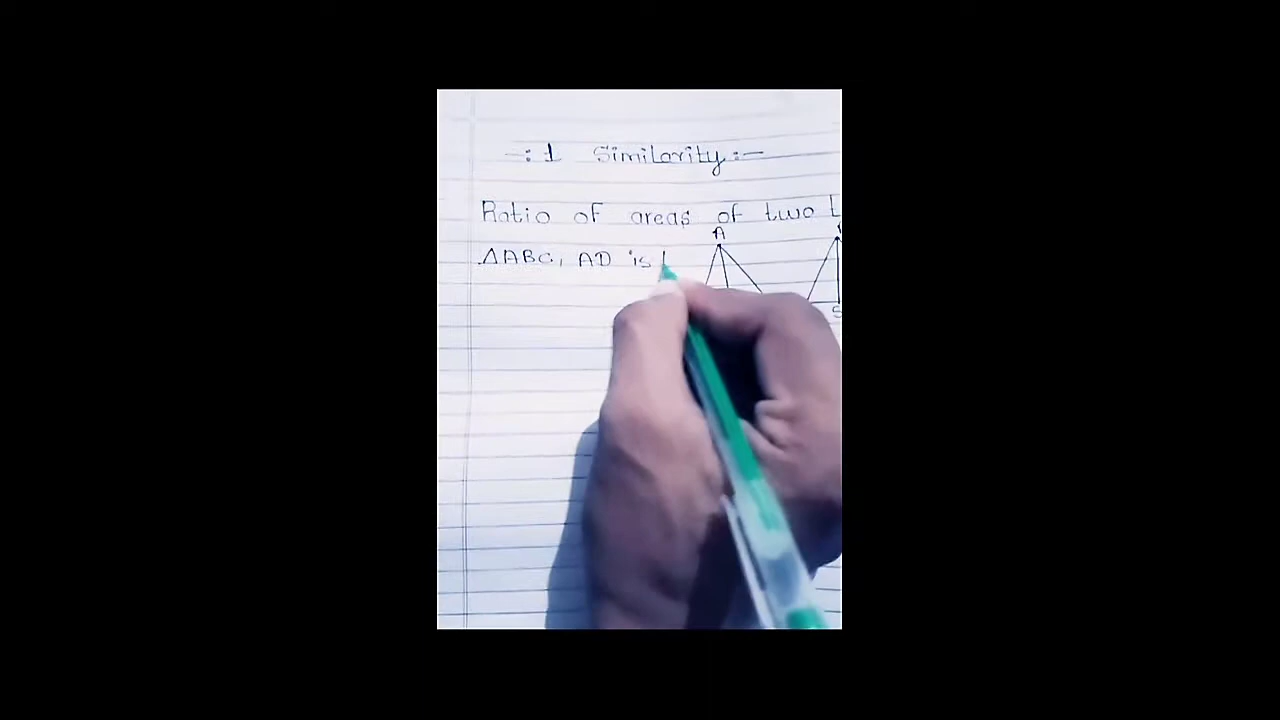 -: 1 Similarity :-
Ratio of areas of two
A
ΔABC, AD is
S